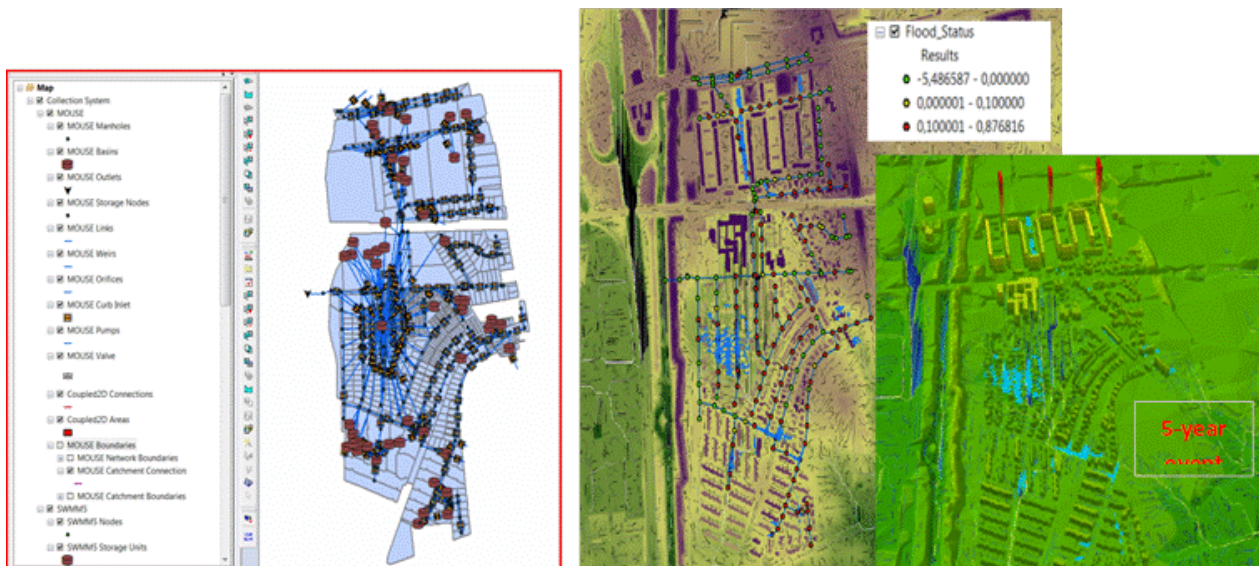 Map
Collection System
MOUSE
MOUSE Manholes
MOUSE Basins
MOUSE Outlets
MOUSE Storage Nodes
MOUSE Links
MOUSE Weirs
MOUSE Orifices
MOUSE Curb Inlet
MOUSE Pumps
MOUSE Valve
Coupled2D Connections
Coupled2D Areas
MOUSE Boundaries
MOUSE Network Boundaries
MOUSE Catchment Connection
MOUSE Catchment Boundaries
SWMM5
SWMM5 Nodes
SWMM5 Storage Units
Flood_Status
Results
-5,486587 - 0,000000
0,000001 - 0,100000
0,100001 - 0,876816
5-year
event